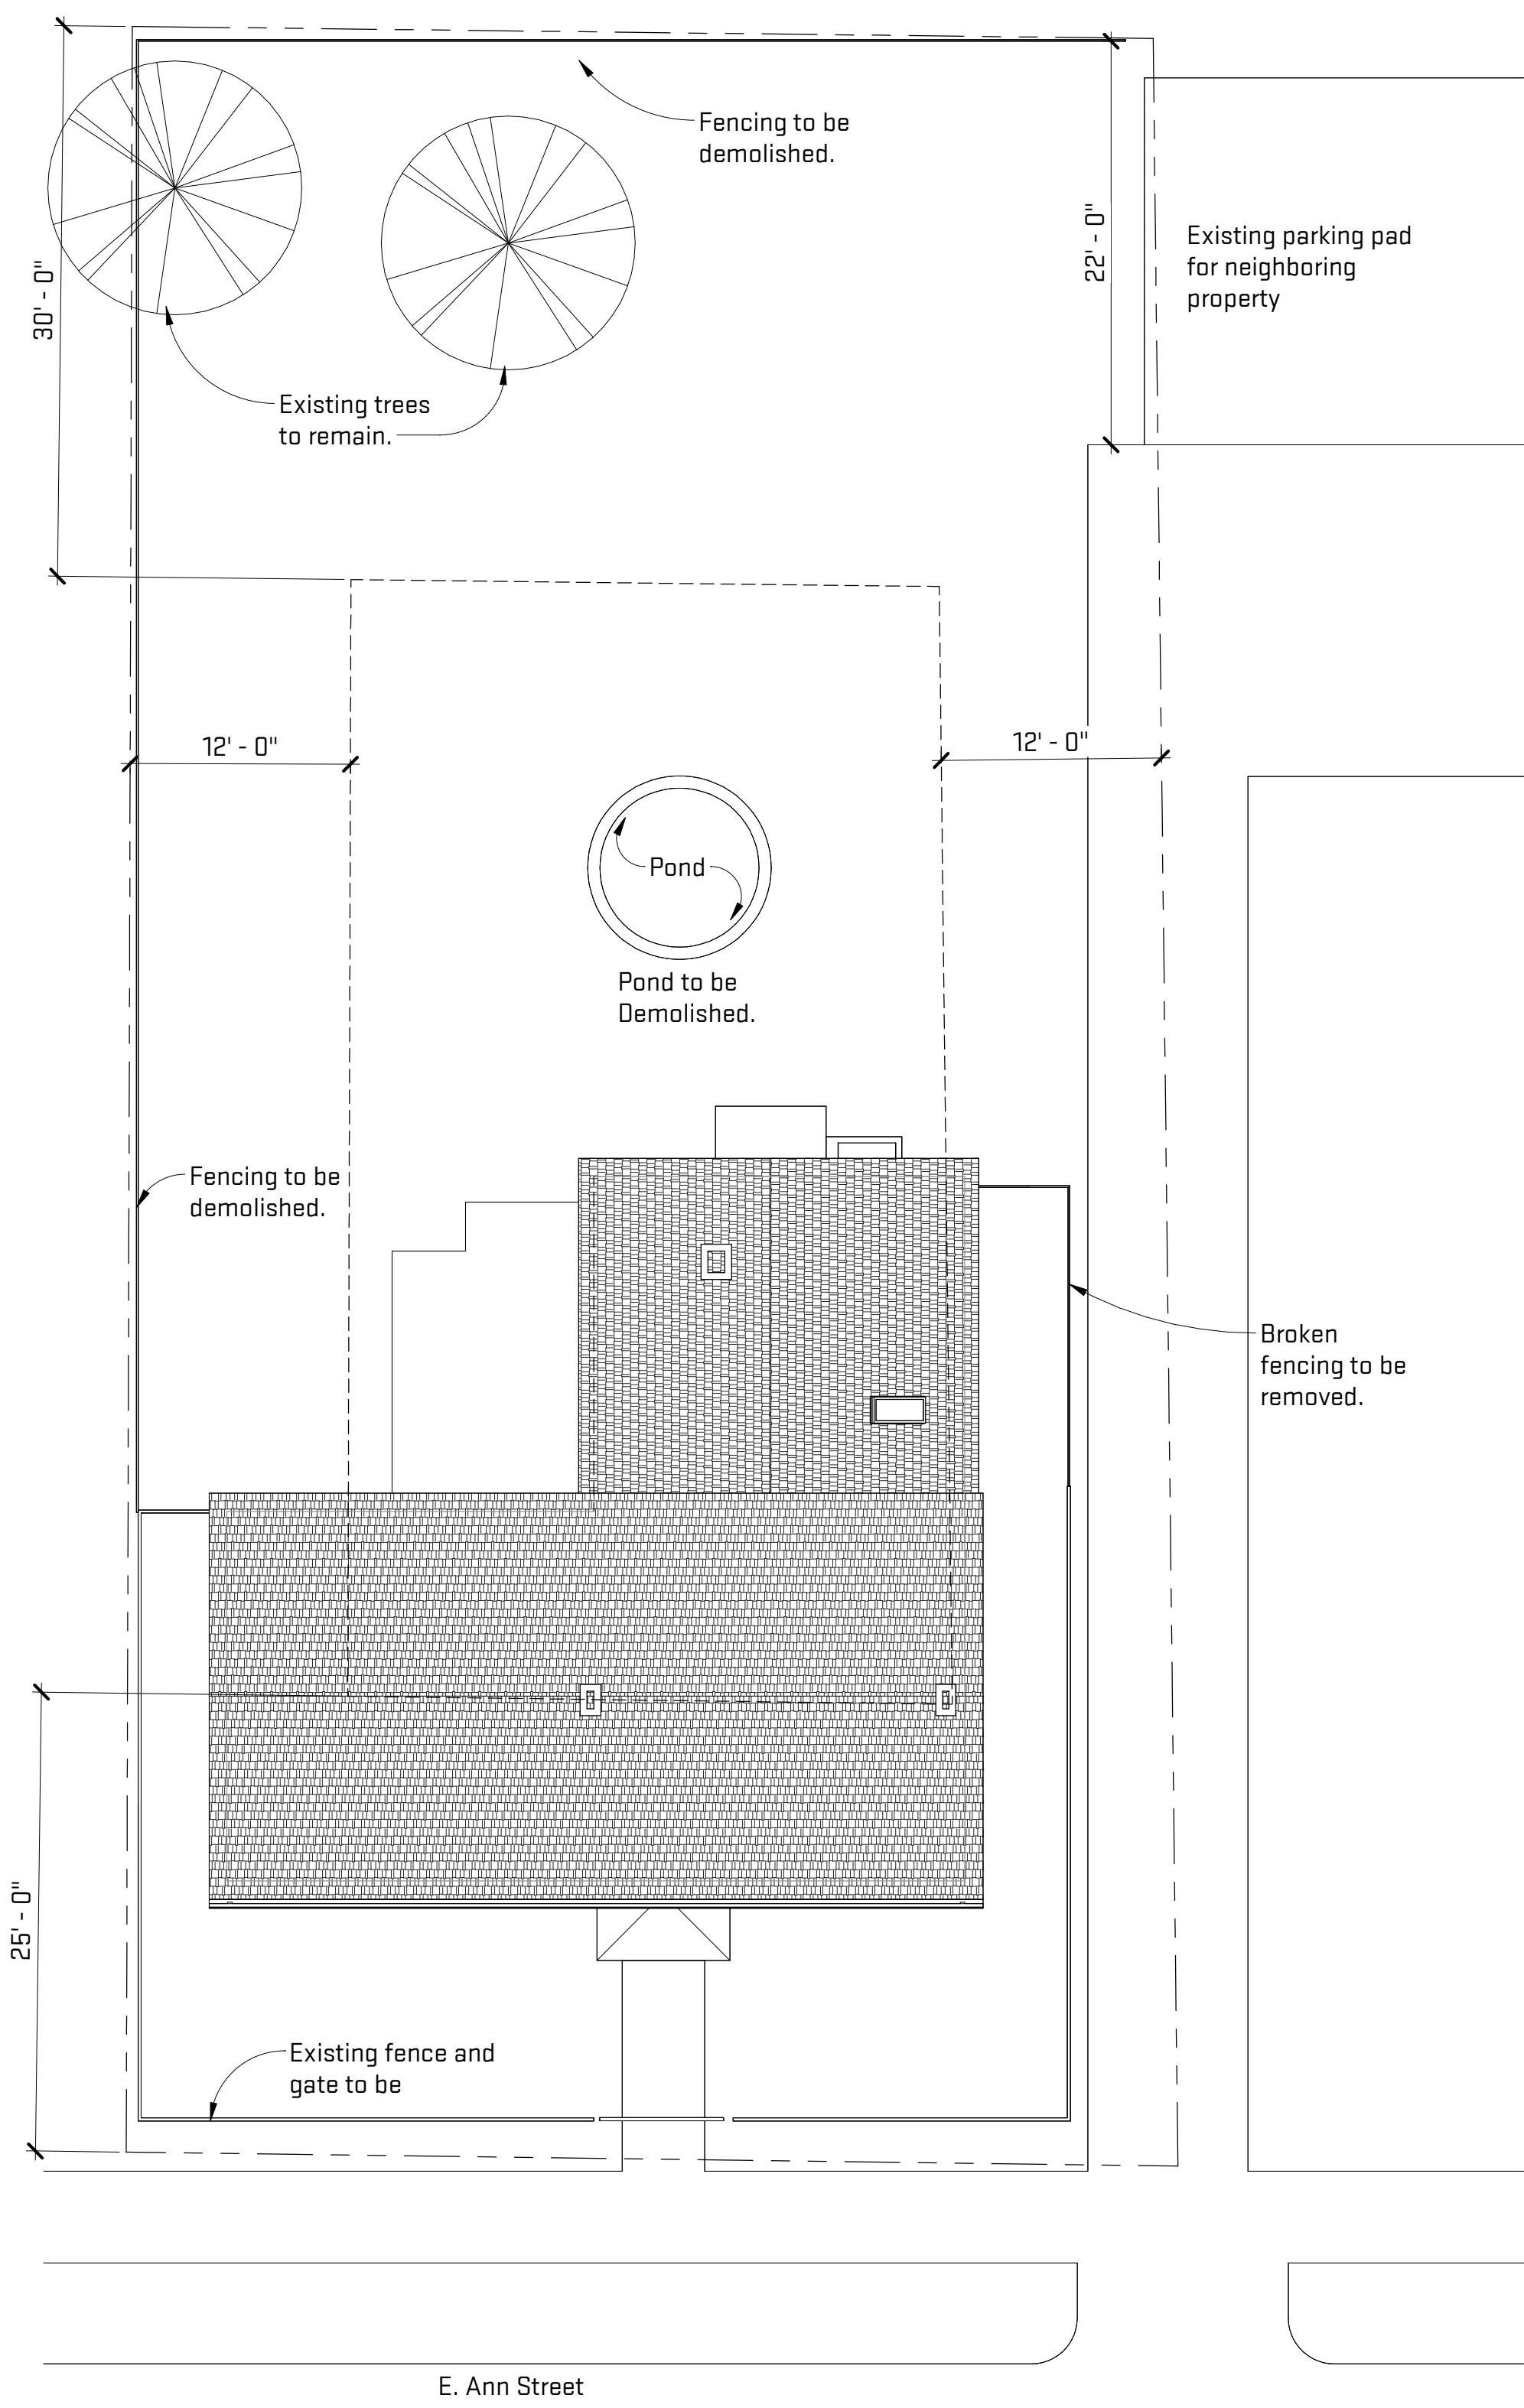 Fencing to be
demolished.
22' - 0"
Existing parking pad
for neighboring
property
30' - 0"
Existing trees
to remain.
12' - 0"
12' - 0"
Pond
Pond to be
Demolished.
Fencing to be
demolished.
Broken
fencing to be
removed.
25' - 0"
Existing fence and
gate to be
E. Ann Street